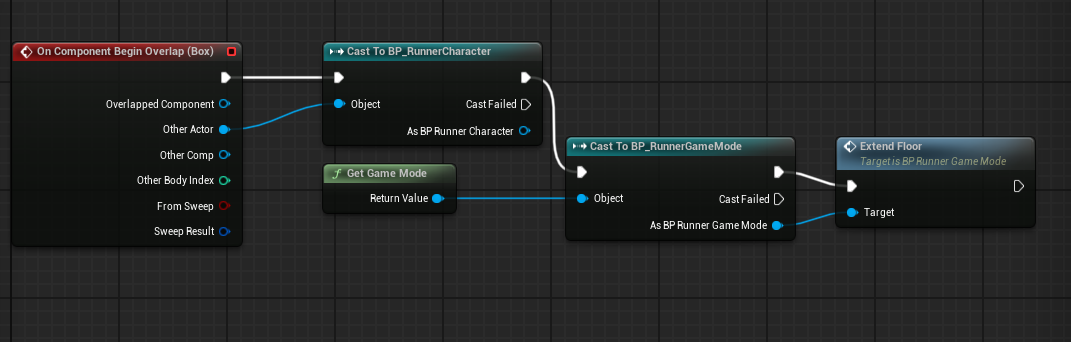 On Component Begin Overlap (Box)
Overlapped Component
Other Actor
Other Comp
Other Body Index
From Sweep
Sweep Result
Cast To BP_RunnerCharacter
Object
Cast Failed
As BP Runner Character
Get Game Mode
Return Value
Cast To BP_RunnerGameMode
Object
Cast Failed
As BP Runner Game Mode
Extend Floor
Target is BP Runner Game Mode
Target